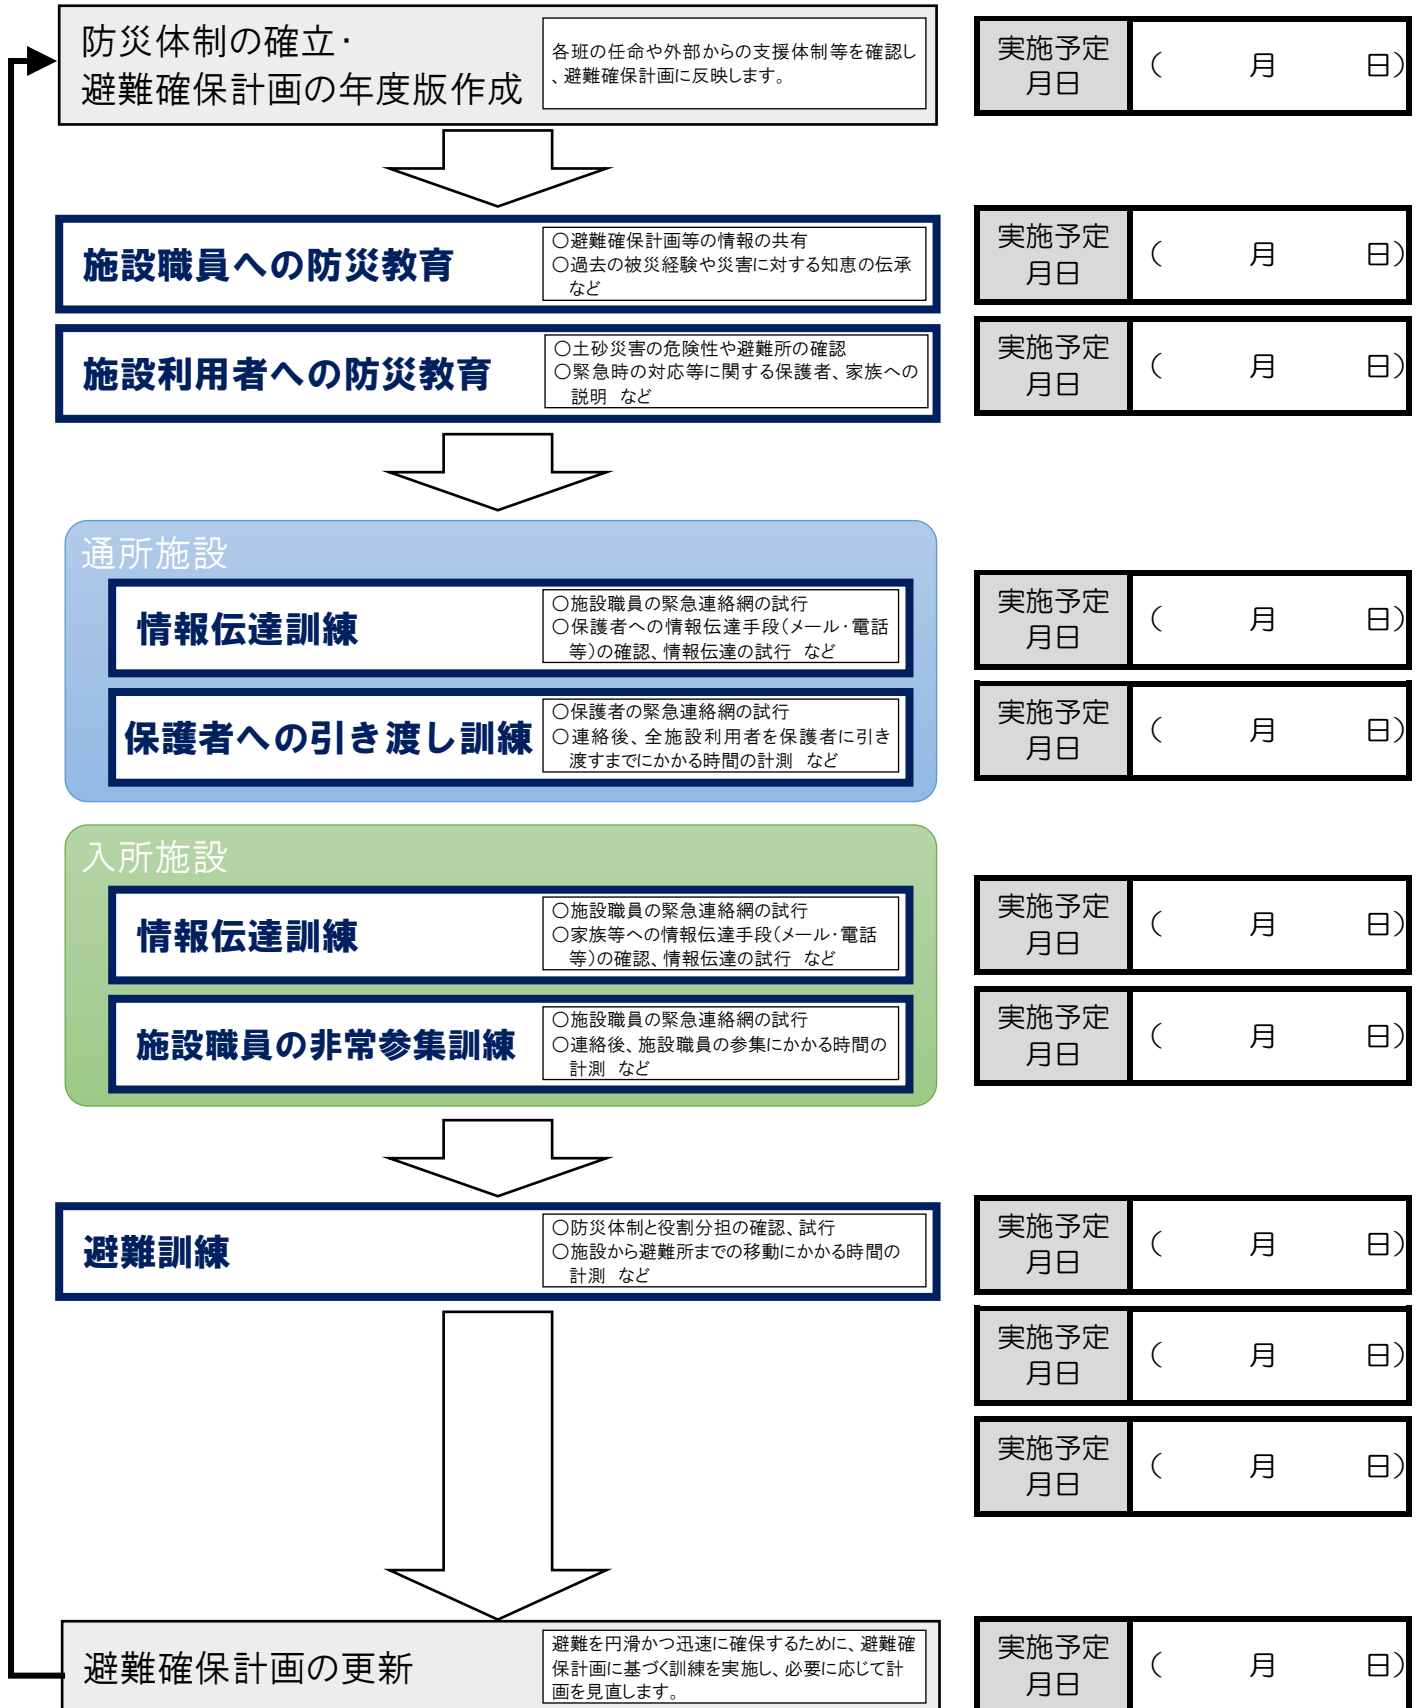 防災体制の確立・
避難確保計画の年度版作成
各班の任命や外部からの支援体制等を確認し
、避難確保計画に反映します。
実施予定
月日
（　　　月　　　日）
施設職員への防災教育
○避難確保計画等の情報の共有
○過去の被災経験や災害に対する知恵の伝承
など
実施予定
月日
（　　　月　　　日）
施設利用者への防災教育
○土砂災害の危険性や避難所の確認
○緊急時の対応等に関する保護者、家族への
説明　など
実施予定
月日
（　　　月　　　日）
通所施設
情報伝達訓練
○施設職員の緊急連絡網の試行
○保護者への情報伝達手段（メール・電話
等）の確認、情報伝達の試行　など
実施予定
月日
（　　　月　　　日）
保護者への引き渡し訓練
○保護者の緊急連絡網の試行
○連絡後、全施設利用者を保護者に引き
渡すまでにかかる時間の計測　など
実施予定
月日
（　　　月　　　日）
入所施設
情報伝達訓練
○施設職員の緊急連絡網の試行
○家族等への情報伝達手段（メール・電話
等）の確認、情報伝達の試行　など
実施予定
月日
（　　　月　　　日）
施設職員の非常参集訓練
○施設職員の緊急連絡網の試行
○連絡後、施設職員の参集にかかる時間の
計測　など
実施予定
月日
（　　　月　　　日）
避難訓練
○防災体制と役割分担の確認、試行
○施設から避難所までの移動にかかる時間の
計測　など
実施予定
月日
（　　　月　　　日）
実施予定
月日
（　　　月　　　日）
実施予定
月日
（　　　月　　　日）
避難確保計画の更新
避難を円滑かつ迅速に確保するために、避難確
保計画に基づく訓練を実施し、必要に応じて計
画を見直します。
実施予定
月日
（　　　月　　　日）